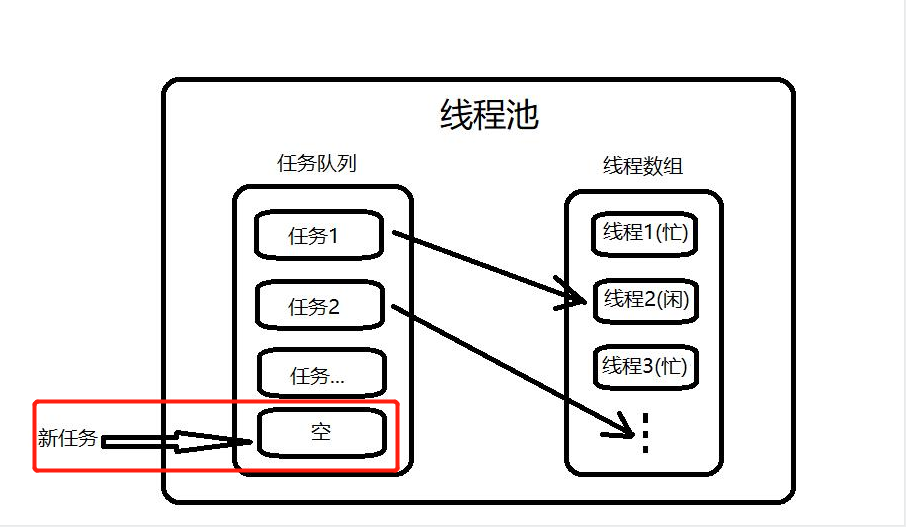 线程池
任务队列
线程数组
任务1
任务2
任务...
空
新任务
线程1(忙)
线程2(闲)
线程3(忙)